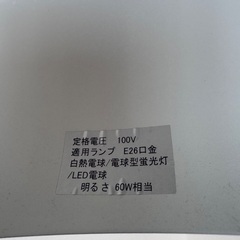 定格電圧　100V
適用ランプ　E26口金
白熱電球/電球型蛍光灯
/LED電球
明るさ 60W相当